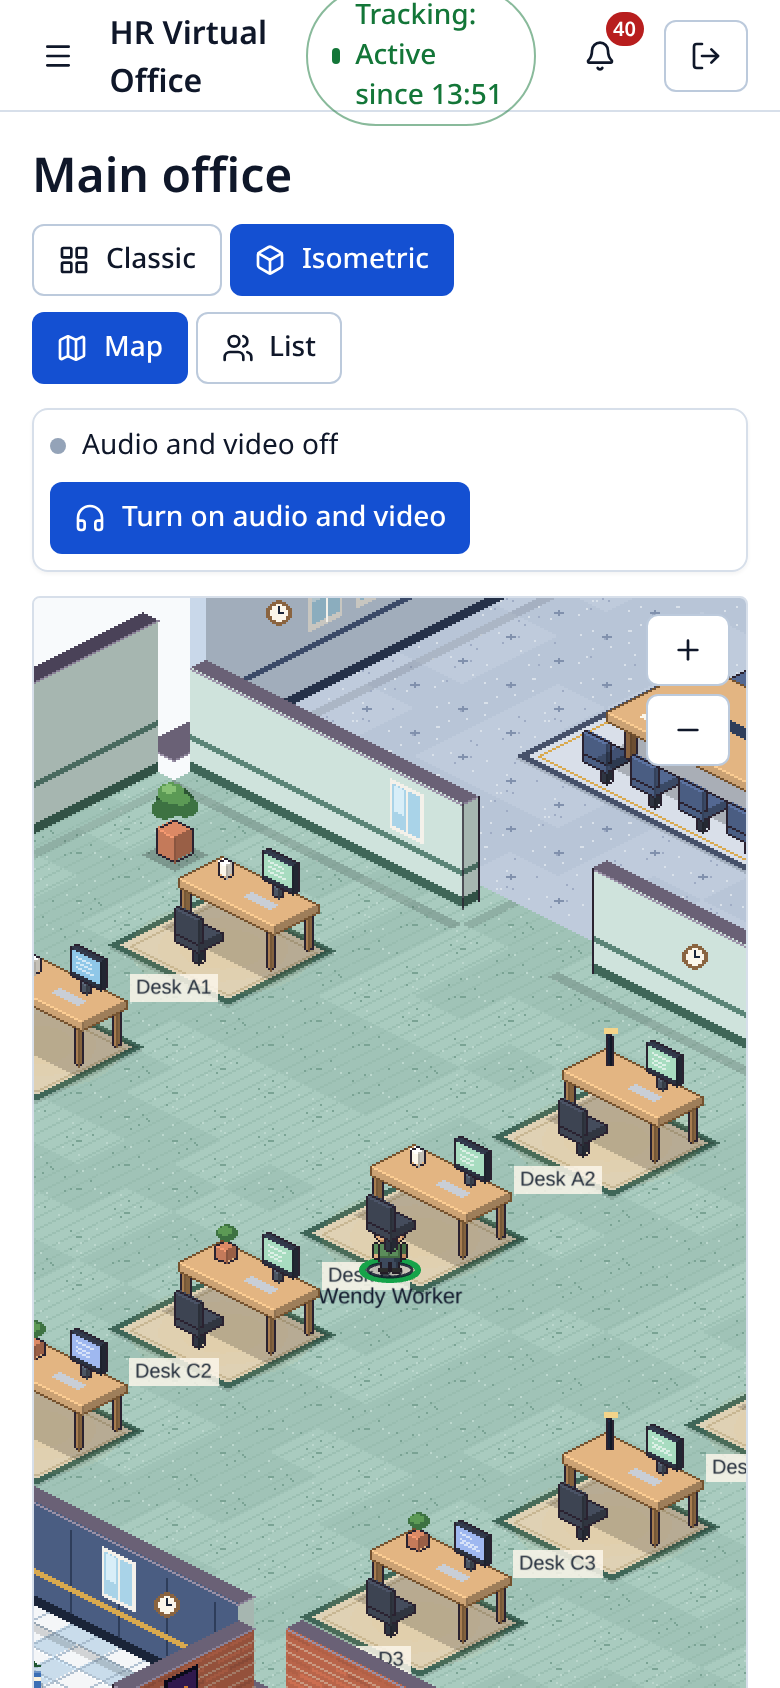 HR Virtual
Office
Tracking:
Active
since 13:51
40
Main office
Classic
Isometric
Map
List
Audio and video off
Turn on audio and video
Desk A1
Desk A2
Wendy Worker
Desk C2
Desk C3
D3